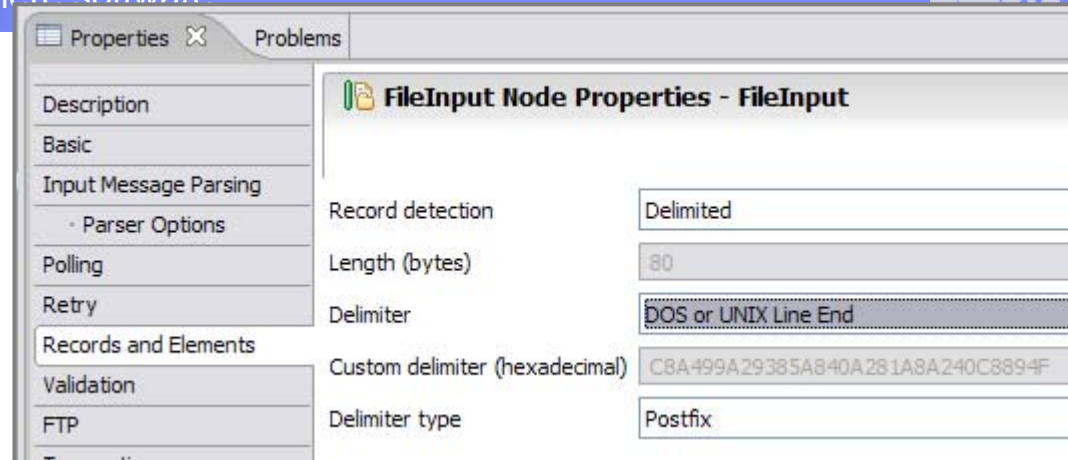 Properties
Problems
FileInput Node Properties - FileInput
Description
Basic
Input Message Parsing
· Parser Options
Polling
Retry
Records and Elements
Validation
FTP
Record detection
Delimited
Length (bytes)
80
Delimiter
DOS or UNIX Line End
Custom delimiter (hexadecimal)
C8A499A29385A840A281A8A240C8894F
Delimiter type
Postfix